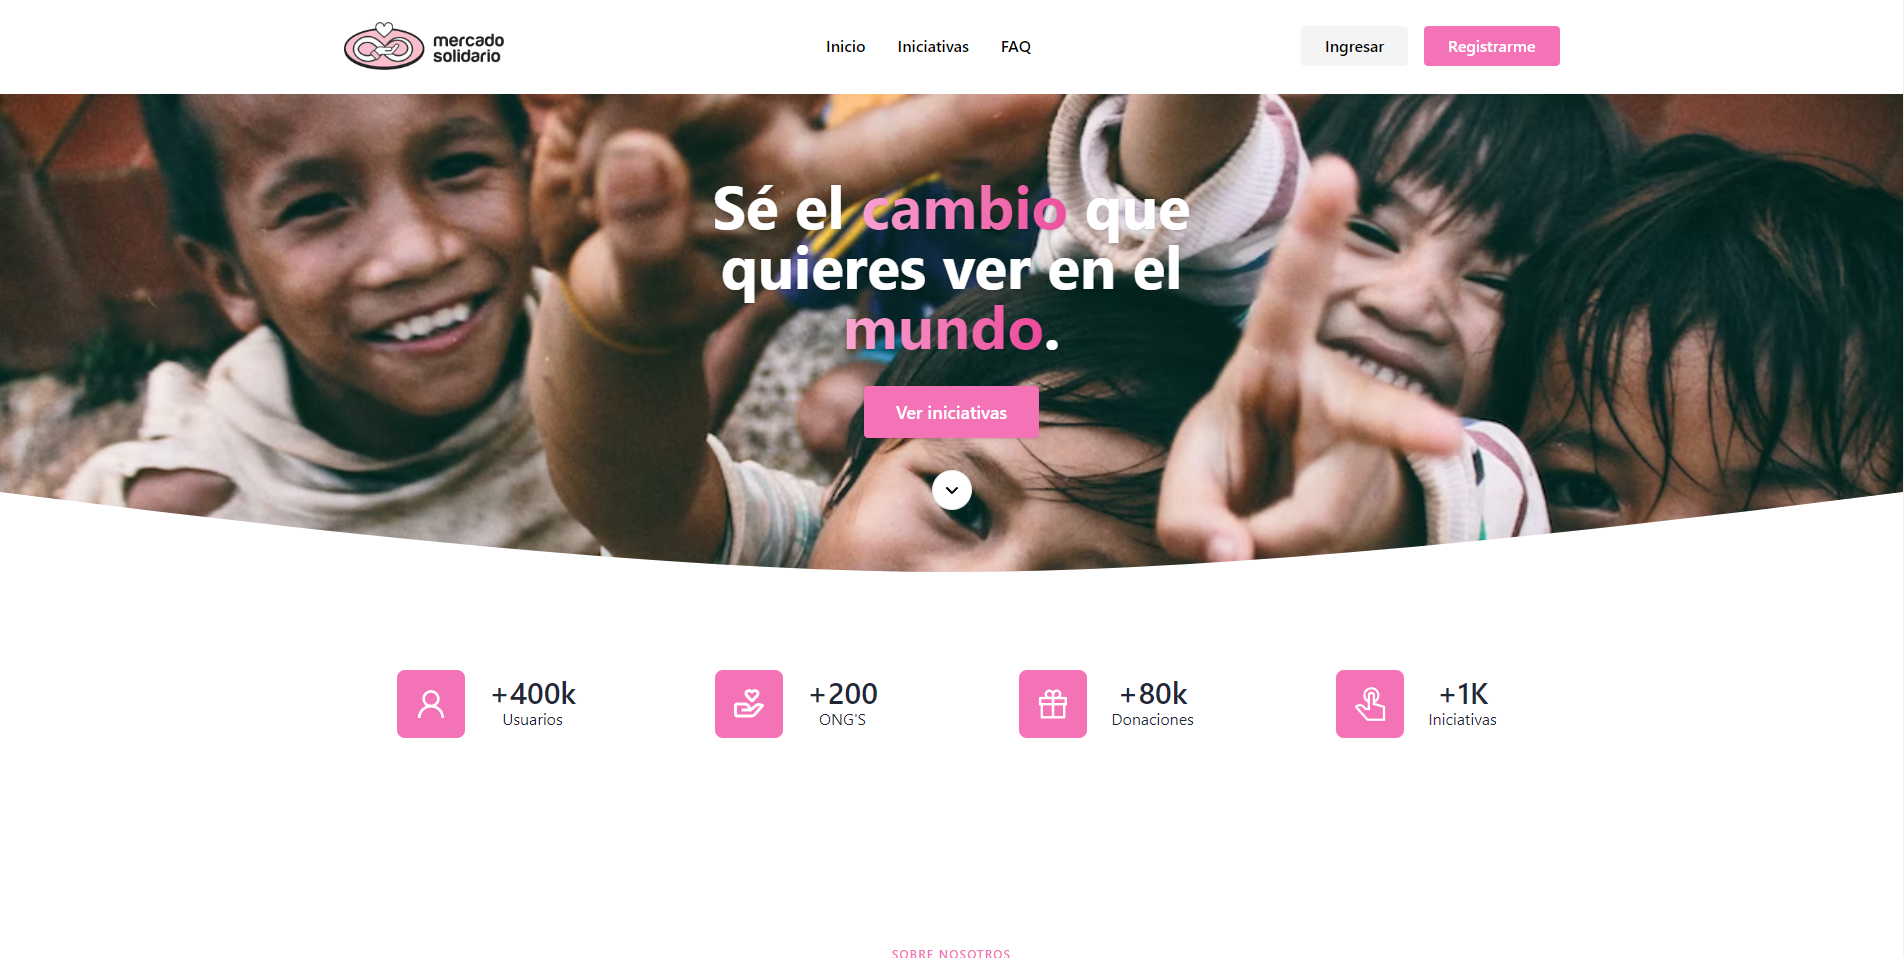 mercado
solidario
Inicio
Iniciativas
FAQ
Ingresar
Registrarme
Sé el cambio que
quieres ver en el
mundo.
Ver iniciativas
+400k
Usuarios
+200
ONG'S
+80k
Donaciones
+1K
Iniciativas
SOBRE NOSOTROS